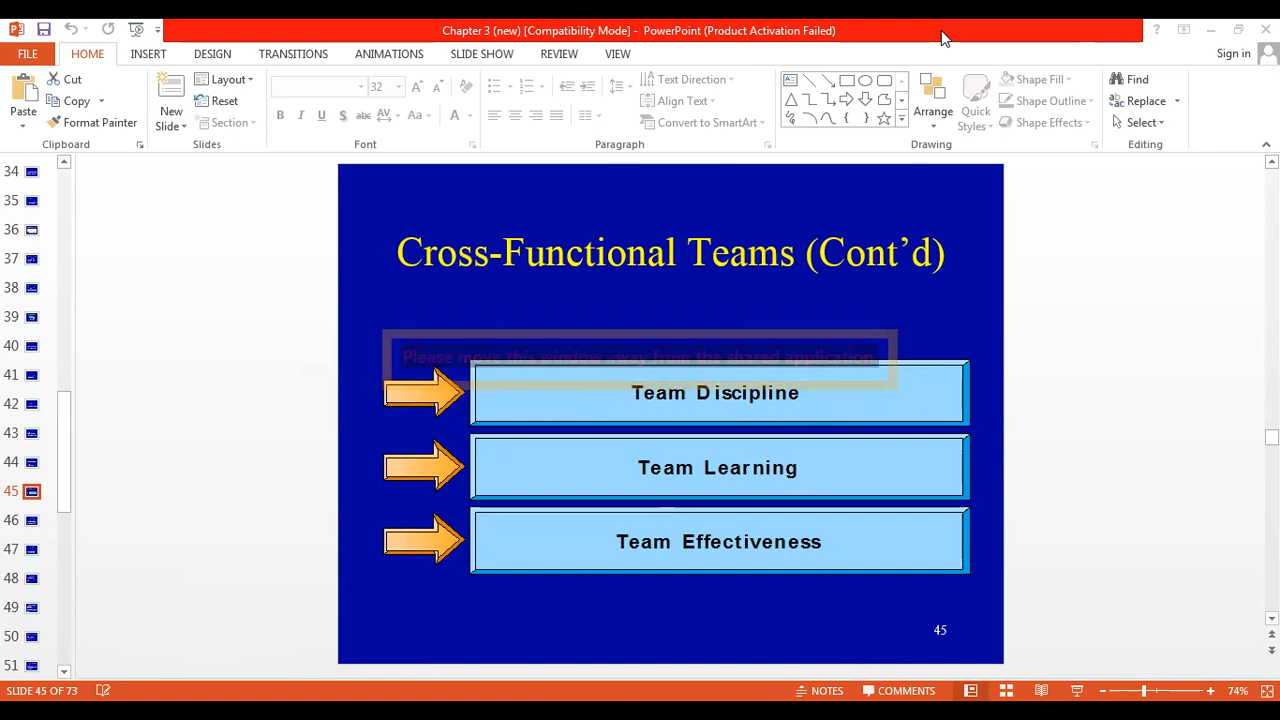 Chapter 3 (new) [Compatibility Mode] - PowerPoint (Product Activation Failed)
?
FILE HOME INSERT DESIGN TRANSITIONS ANIMATIONS SLIDE SHOW REVIEW VIEW Sign in
Paste
Cut
Copy
Format Painter
Clipboard
New Slide
Layout
Reset
Section
Slides
32
B I U S abc AV Aa A
Font
Text Direction
Align Text
Convert to SmartArt
Paragraph
Arrange
Quick Styles
Shape Fill
Shape Outline
Shape Effects
Drawing
Find
Replace
Select
Editing
34
35
36
37
38
39
40
41
42
43
44
45
46
47
48
49
50
51
Cross-Functional Teams (Cont’d)
Please move this window away from the shared application
Team Discipline
Team Learning
Team Effectiveness
45
SLIDE 45 OF 73 NOTES COMMENTS 74%